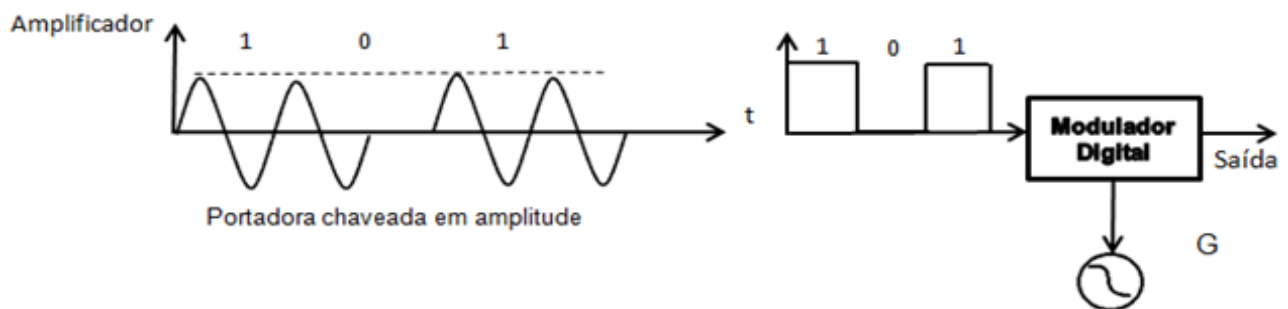 Amplificador
1 0 1
Portadora chaveada em amplitude
t
1 0 1
Modulador
Digital
Saída
G